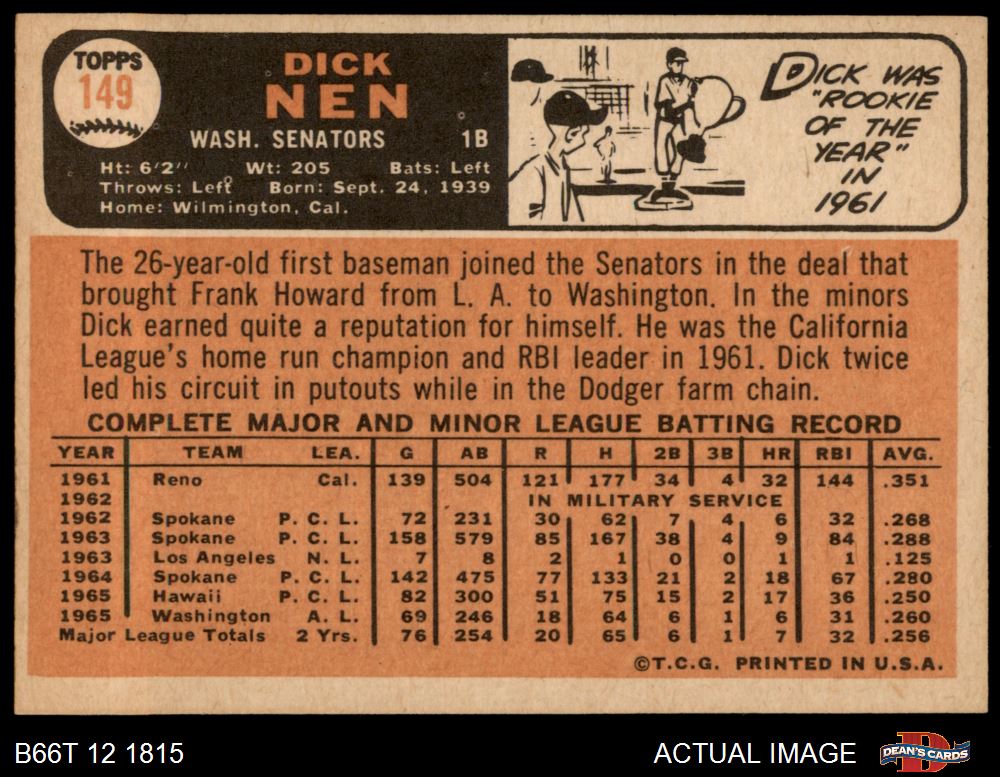 TOPPS
149
DICK
NEN
WASH. SENATORS 1B
Ht: 6'2" Wt: 205 Bats: Left
Throws: Left Born: Sept. 24, 1939
Home: Wilmington, Cal.
DICK WAS
"ROOKIE
OF THE
YEAR"
IN
1961
The 26-year-old first baseman joined the Senators in the deal that
brought Frank Howard from L. A. to Washington. In the minors
Dick earned quite a reputation for himself. He was the California
League's home run champion and RBI leader in 1961. Dick twice
led his circuit in putouts while in the Dodger farm chain.
COMPLETE MAJOR AND MINOR LEAGUE BATTING RECORD
YEAR TEAM LEA. G AB R H 2B 3B HR RBI AVG.
1961 Reno Cal. 139 504 121 177 34 4 32 144 .351
1962 IN MILITARY SERVICE
1962 Spokane P. C. L. 72 231 30 62 7 4 6 32 .268
1963 Spokane P. C. L. 158 579 85 167 38 4 9 84 .288
1963 Los Angeles N. L. 7 8 2 1 0 0 1 1 .125
1964 Spokane P. C. L. 142 475 77 133 21 2 18 67 .280
1965 Hawaii P. C. L. 82 300 51 75 15 2 17 36 .250
1965 Washington A. L. 69 246 18 64 6 1 6 31 .260
Major League Totals 2 Yrs. 76 254 20 65 6 1 7 32 .256
©T.C.G. PRINTED IN U.S.A.
B66T 12 1815 ACTUAL IMAGE DEAN'S CARDS